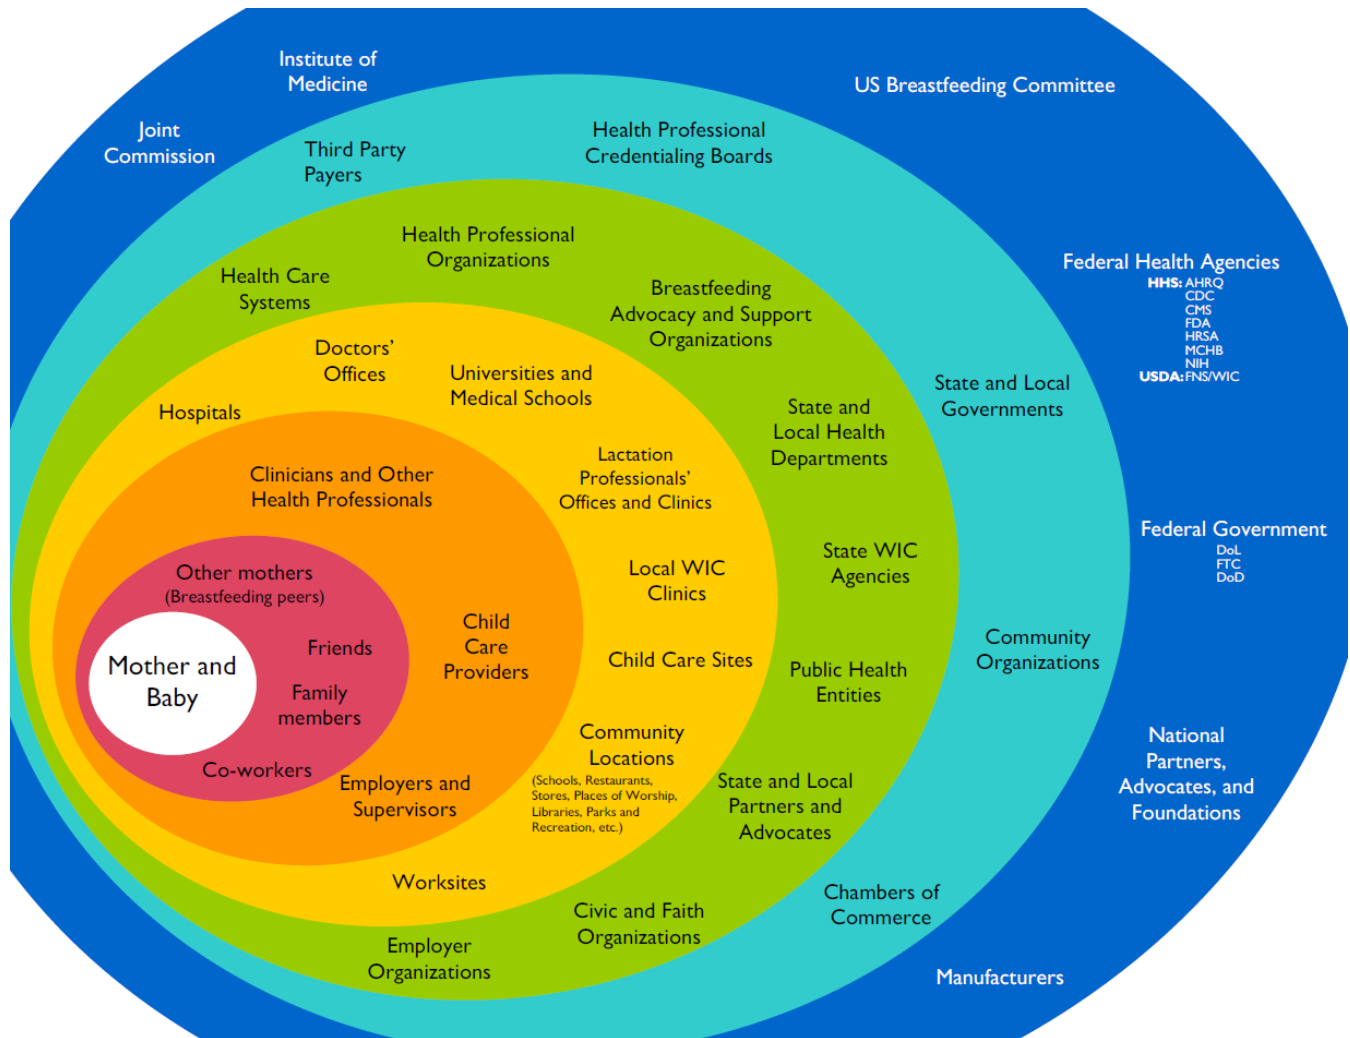 Institute of
Medicine
US Breastfeeding Committee
Joint
Commission
Health Professional
Credentialing Boards
Third Party
Payers
Health Professional
Organizations
Federal Health Agencies
HHS: AHRQ
CDC
CMS
FDA
HRSA
MCHB
NIH
USDA: FNS/WIC
Health Care
Systems
Breastfeeding
Advocacy and Support
Organizations
Doctors'
Offices
Universities and
Medical Schools
State and Local
Governments
Hospitals
State and
Local Health
Departments
Clinicians and Other
Health Professionals
Lactation
Professionals'
Offices and Clinics
Federal Government
DoL
FTC
DoD
State WIC
Agencies
Local WIC
Clinics
Other mothers
(Breastfeeding peers)
Child
Care
Providers
Community
Organizations
Friends
Child Care Sites
Public Health
Entities
Mother and
Baby
Family
members
Community
Locations
(Schools, Restaurants,
Stores, Places of Worship,
Libraries, Parks and
Recreation, etc.)
National
Partners,
Advocates, and
Foundations
Co-workers
Employers and
Supervisors
State and Local
Partners and
Advocates
Worksites
Chambers of
Commerce
Civic and Faith
Organizations
Employer
Organizations
Manufacturers